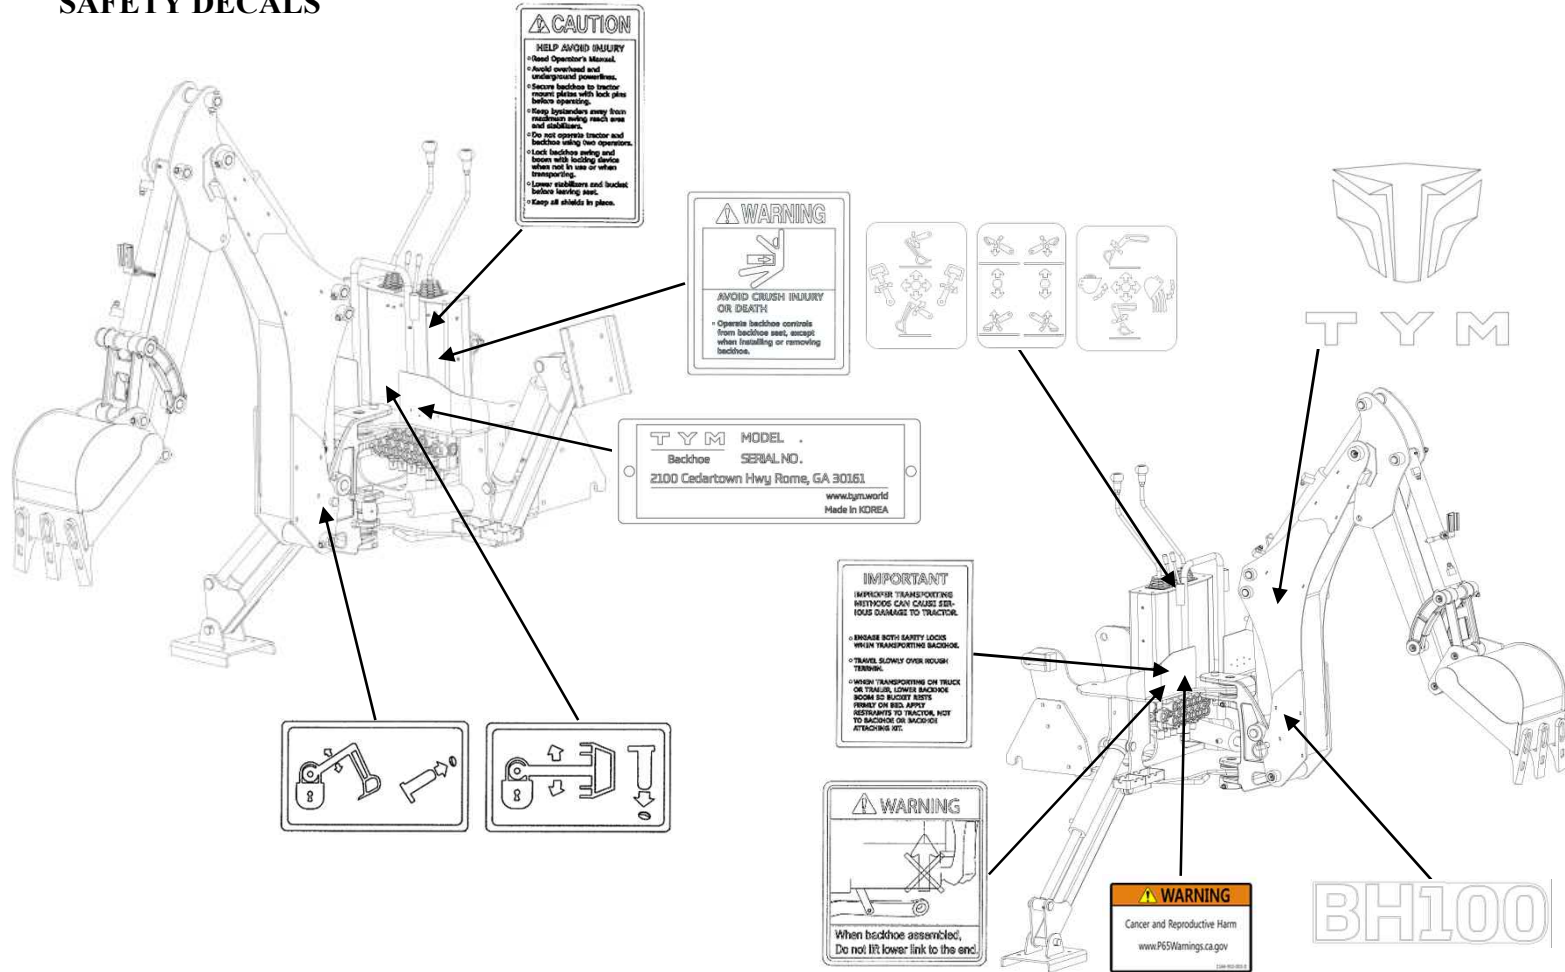 SAFETY DECALS
CAUTION
HELP AVOID INJURY
Read Operator's Manual.
Avoid overhead and
underground powerlines.
Secure backhoe to tractor
mount plates with lock pins
before operating.
Keep bystanders away from
maximum swing reach area
and stabilizers.
Do not operate tractor and
backhoe using two operators.
Lock backhoe swing and
boom with locking device
when not in use or when
transporting.
Lower stabilizers and bucket
before leaving seat.
Keep all shields in place.
WARNING
AVOID CRUSH INJURY
OR DEATH
Operate backhoe controls
from backhoe seat, except
when installing or removing
backhoe.
TYM
TYM MODEL .
Backhoe SERIAL NO.
2100 Cedartown Hwy Rome, GA 30161
www.tym.world
Made in KOREA
IMPORTANT
IMPROPER TRANSPORTING
METHODS CAN CAUSE SER-
IOUS DAMAGE TO TRACTOR.
ENGAGE BOTH SAFETY LOCKS
WHEN TRANSPORTING BACKHOE.
TRAVEL SLOWLY OVER ROUGH
TERRAIN.
WHEN TRANSPORTING ON TRUCK
OR TRAILER, LOWER BACKHOE
BOOM SO BUCKET RESTS
FIRMLY ON BED. APPLY
RESTRAINTS TO TRACTOR, NOT
TO BACKHOE OR BACKHOE
ATTACHING KIT.
WARNING
When backhoe assembled,
Do not lift lower link to the end.
WARNING
Cancer and Reproductive Harm
www.P65Warnings.ca.gov
BH100